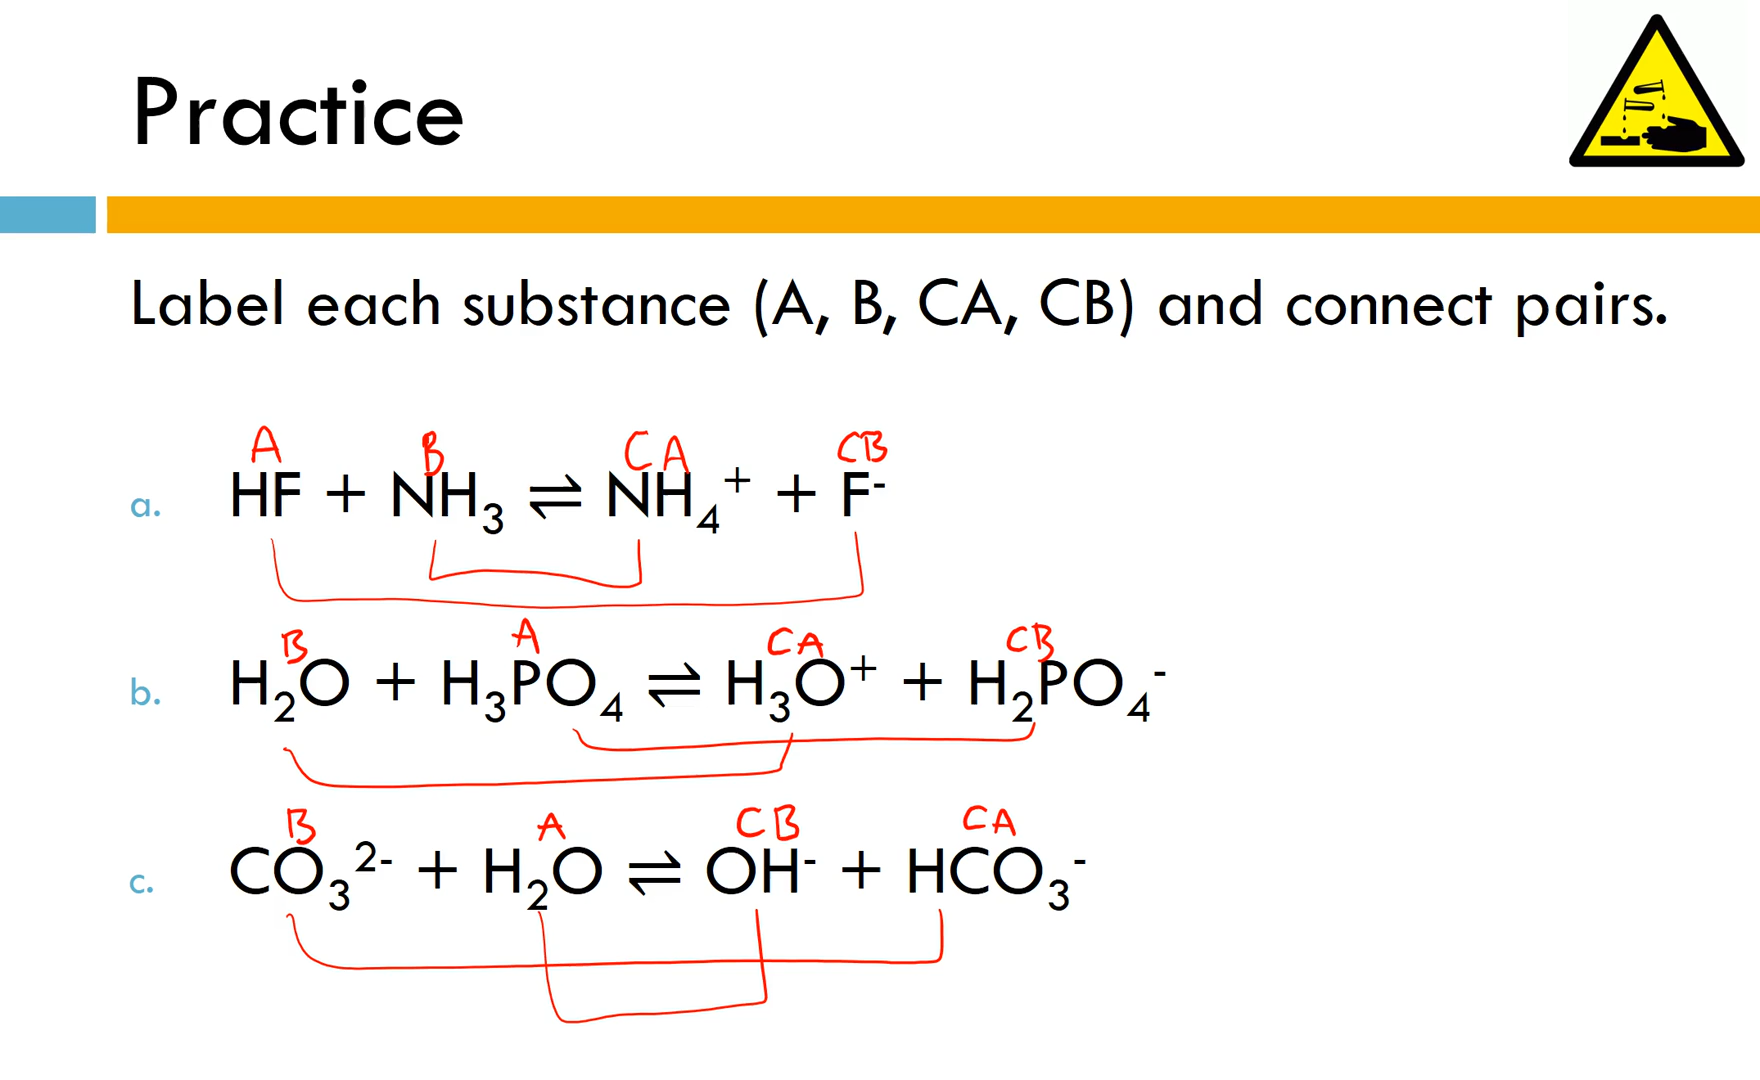 Practice
Label each substance (A, B, CA, CB) and connect pairs.
A B CA CB
a. HF + NH₃ ⇌ NH₄⁺ + F⁻
B A CA CB
b. H₂O + H₃PO₄ ⇌ H₃O⁺ + H₂PO₄⁻
B A CB CA
c. CO₃²⁻ + H₂O ⇌ OH⁻ + HCO₃⁻